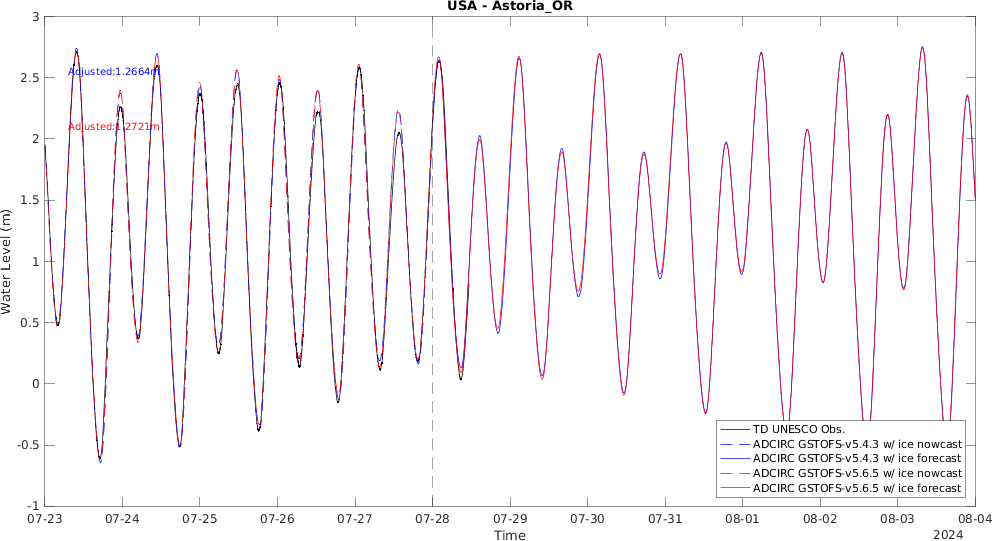 USA - Astoria_OR
3
2.5
2
1.5
1
0.5
0
-0.5
-1
Water Level (m)
Adjusted:1.2664m
Adjusted:1.2721m
TD UNESCO Obs.
ADCIRC GSTOFS-v5.4.3 w/ ice nowcast
ADCIRC GSTOFS-v5.4.3 w/ ice forecast
ADCIRC GSTOFS-v5.6.5 w/ ice nowcast
ADCIRC GSTOFS-v5.6.5 w/ ice forecast
07-23 07-24 07-25 07-26 07-27 07-28 07-29 07-30 07-31 08-01 08-02 08-03 08-04
Time
2024